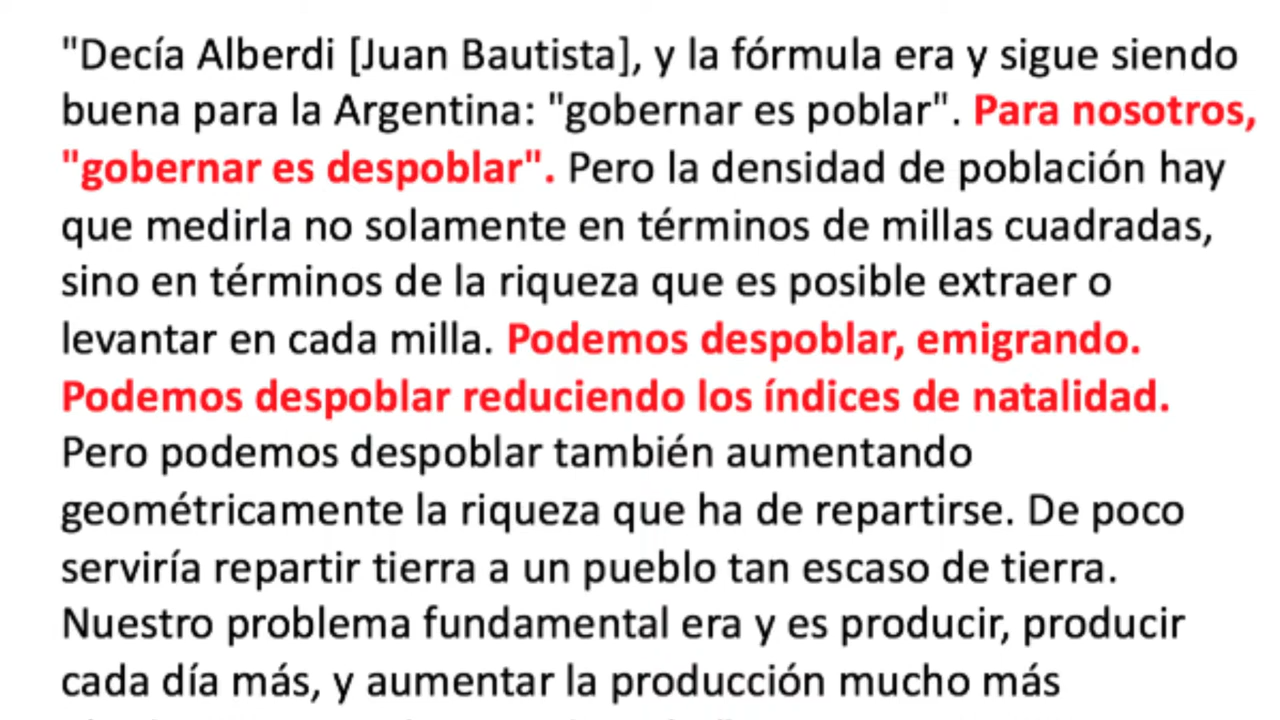 "Decía Alberdi [Juan Bautista], y la fórmula era y sigue siendo
buena para la Argentina: "gobernar es poblar". Para nosotros,
"gobernar es despoblar". Pero la densidad de población hay
que medirla no solamente en términos de millas cuadradas,
sino en términos de la riqueza que es posible extraer o
levantar en cada milla. Podemos despoblar, emigrando.
Podemos despoblar reduciendo los índices de natalidad.
Pero podemos despoblar también aumentando
geométricamente la riqueza que ha de repartirse. De poco
serviría repartir tierra a un pueblo tan escaso de tierra.
Nuestro problema fundamental era y es producir, producir
cada día más, y aumentar la producción mucho más